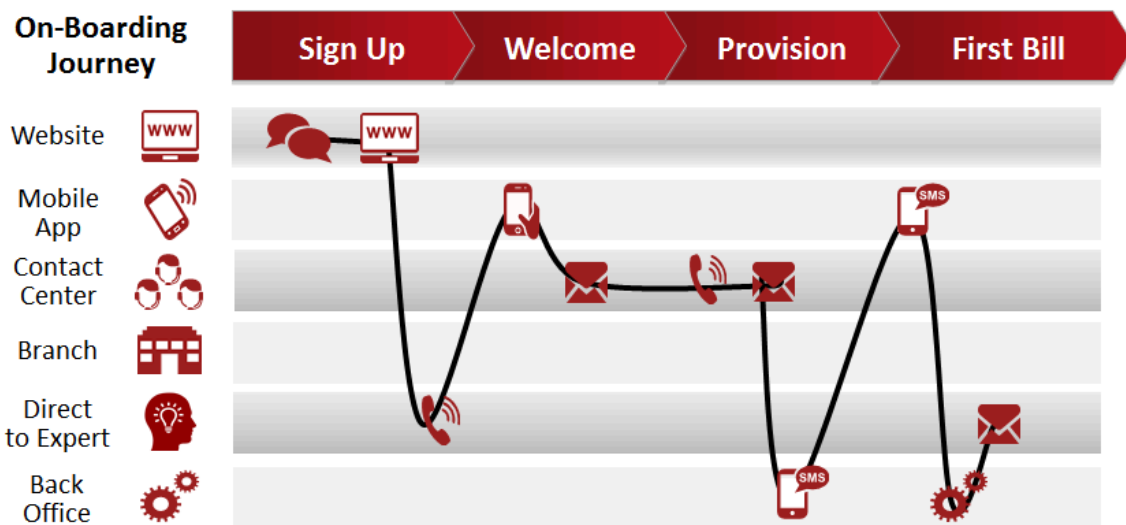 On-Boarding
Journey
Sign Up
Welcome
Provision
First Bill
Website
WWW
WWW
Mobile
App
SMS
Contact
Center
Branch
Direct
to Expert
Back
Office
SMS